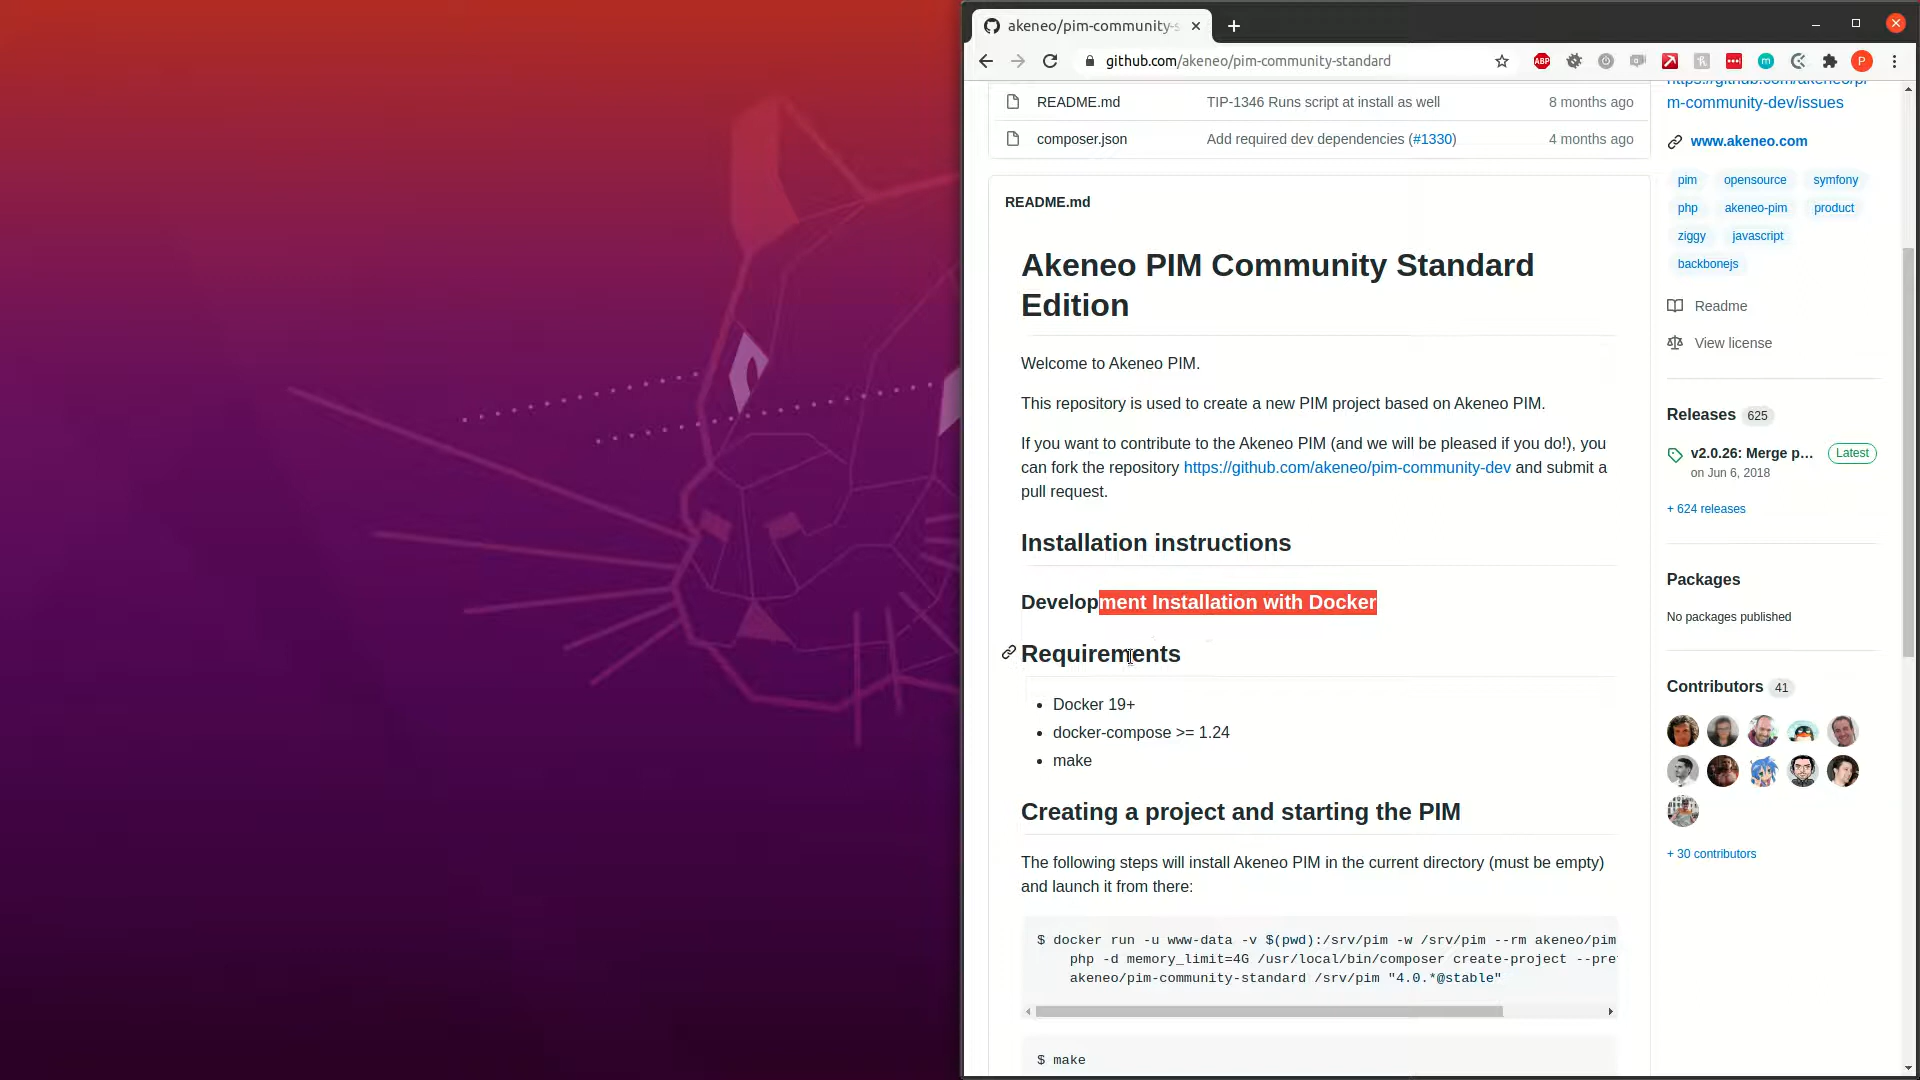 akeneo/pim-community-s
github.com/akeneo/pim-community-standard
ABP
P
README.md TIP-1346 Runs script at install as well 8 months ago
composer.json Add required dev dependencies (#1330) 4 months ago
README.md
Akeneo PIM Community Standard
Edition
Welcome to Akeneo PIM.
This repository is used to create a new PIM project based on Akeneo PIM.
If you want to contribute to the Akeneo PIM (and we will be pleased if you do!), you
can fork the repository https://github.com/akeneo/pim-community-dev and submit a
pull request.
Installation instructions
Development Installation with Docker
Requirements
Docker 19+
docker-compose >= 1.24
make
Creating a project and starting the PIM
The following steps will install Akeneo PIM in the current directory (must be empty)
and launch it from there:
$ docker run -u www-data -v $(pwd):/srv/pim -w /srv/pim --rm akeneo/pim
php -d memory_limit=4G /usr/local/bin/composer create-project --pre
akeneo/pim-community-standard /srv/pim "4.0.*@stable"
$ make
https://github.com/akeneo/pi
m-community-dev/issues
www.akeneo.com
pim opensource symfony
php akeneo-pim product
ziggy javascript
backbonejs
Readme
View license
Releases 625
v2.0.26: Merge p... Latest
on Jun 6, 2018
+ 624 releases
Packages
No packages published
Contributors 41
+ 30 contributors